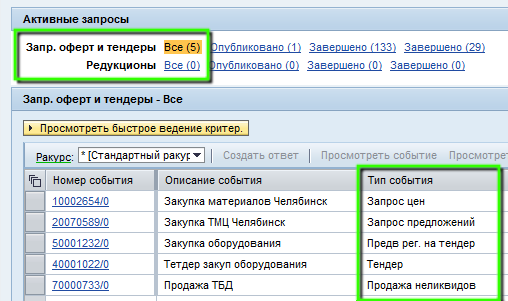 Активные запросы
Запр. оферт и тендеры Все (5) Опубликовано (1) Завершено (133) Завершено (29)
Редукционы Все (0) Опубликовано (0) Завершено (0) Завершено (0)
Запр. оферт и тендеры - Все
Просмотреть быстрое ведение критер.
Ракурс: * [Стандартный ракур Создать ответ Просмотреть событие Просмотре
Номер события Описание события Тип события
10002654/0 Закупка материалов Челябинск Запрос цен
20070589/0 Закупка ТМЦ Челябинск Запрос предложений
50001232/0 Закупка оборудования Предв рег. на тендер
40001022/0 Тетдер закуп оборудования Тендер
70000733/0 Продажа ТБД Продажа неликвидов